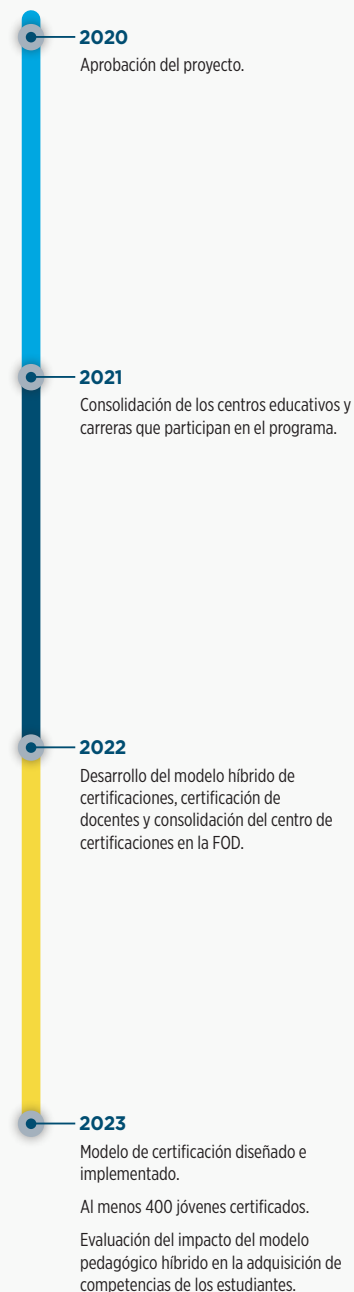 2020
Aprobación del proyecto.
2021
Consolidación de los centros educativos y
carreras que participan en el programa.
2022
Desarrollo del modelo híbrido de
certificaciones, certificación de
docentes y consolidación del centro de
certificaciones en la FOD.
2023
Modelo de certificación diseñado e
implementado.
Al menos 400 jóvenes certificados.
Evaluación del impacto del modelo
pedagógico híbrido en la adquisición de
competencias de los estudiantes.